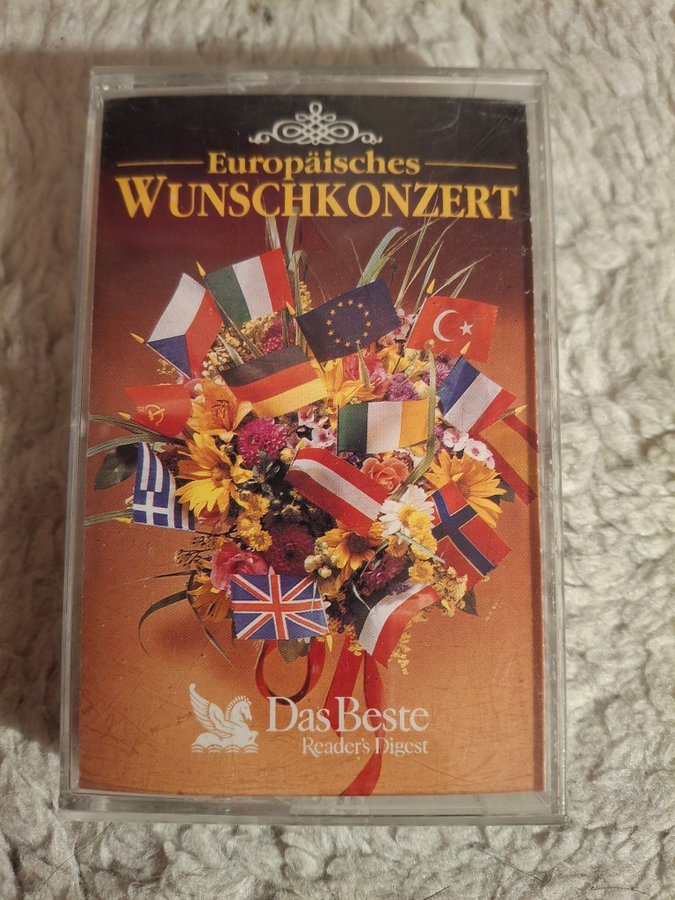 Europäisches
WUNSCHKONZERT
Das Beste
Reader's Digest